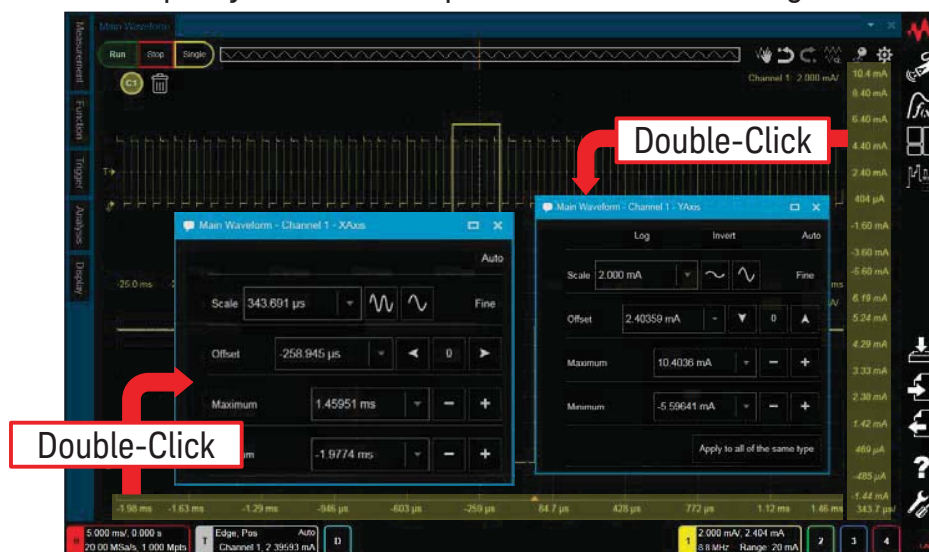 Main Waveform
Measurement
Function
Trigger
Analysis
Display
Run
Stop
Single
C1
Channel 1 2.000 mA/
10.4 mA
8.40 mA
6.40 mA
4.40 mA
2.40 mA
404 µA
-1.60 mA
-3.60 mA
-5.60 mA
Double-Click
T
-25.0 ms
ms
Main Waveform - Channel 1 - XAxis
Auto
Scale 343.691 µs Fine
Offset -258.945 µs 0
Maximum 1.45951 ms - +
-1.9774 ms - +
Main Waveform - Channel 1 - YAxis
Log Invert Auto
Scale 2.000 mA Fine
Offset 2.40359 mA 0
Maximum 10.4036 mA - +
Minimum -5.59641 mA - +
Apply to all of the same type
6.19 mA
5.24 mA
4.29 mA
3.33 mA
2.38 mA
1.42 mA
469 µA
-485 µA
-1.44 mA
343.7 µs/
Double-Click
-1.98 ms -1.63 ms -1.29 ms -946 µs -603 µs -259 µs 84.7 µs 428 µs 772 µs 1.12 ms 1.46 ms
H
5.000 ms/, 0.000 s
20.00 MSa/s, 1.000 Mpts
T
Edge, Pos Auto
Channel 1, 2.39593 mA
D
1
2.000 mA/, 2.404 mA
8.8 MHz Range: 20 mA
2
3
4
f(x)
?